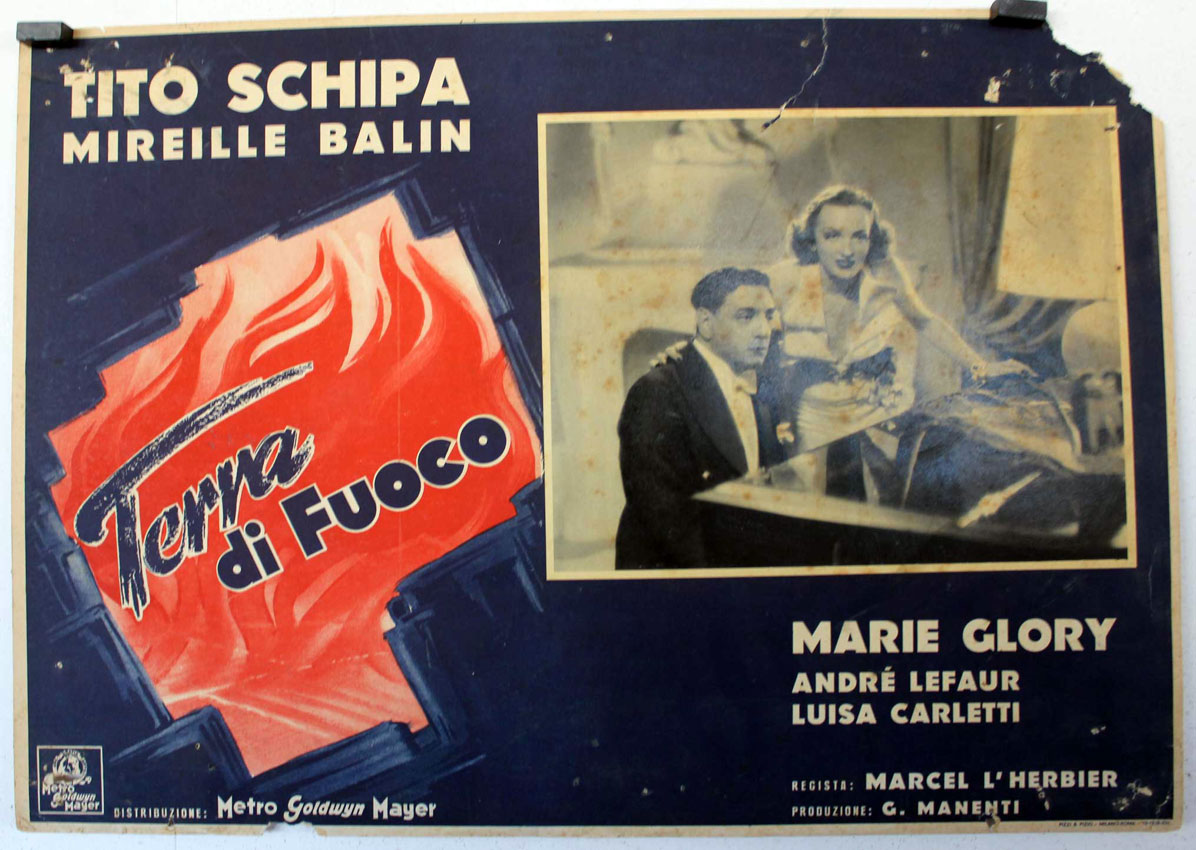 TITO SCHIPA
MIREILLE BALIN
Terra
di Fuoco
MARIE GLORY
ANDRÉ LEFAUR
LUISA CARLETTI
REGISTA: MARCEL L'HERBIER
PRODUZIONE: G. MANENTI
Metro
Goldwyn
Mayer
DISTRIBUZIONE: Metro Goldwyn Mayer